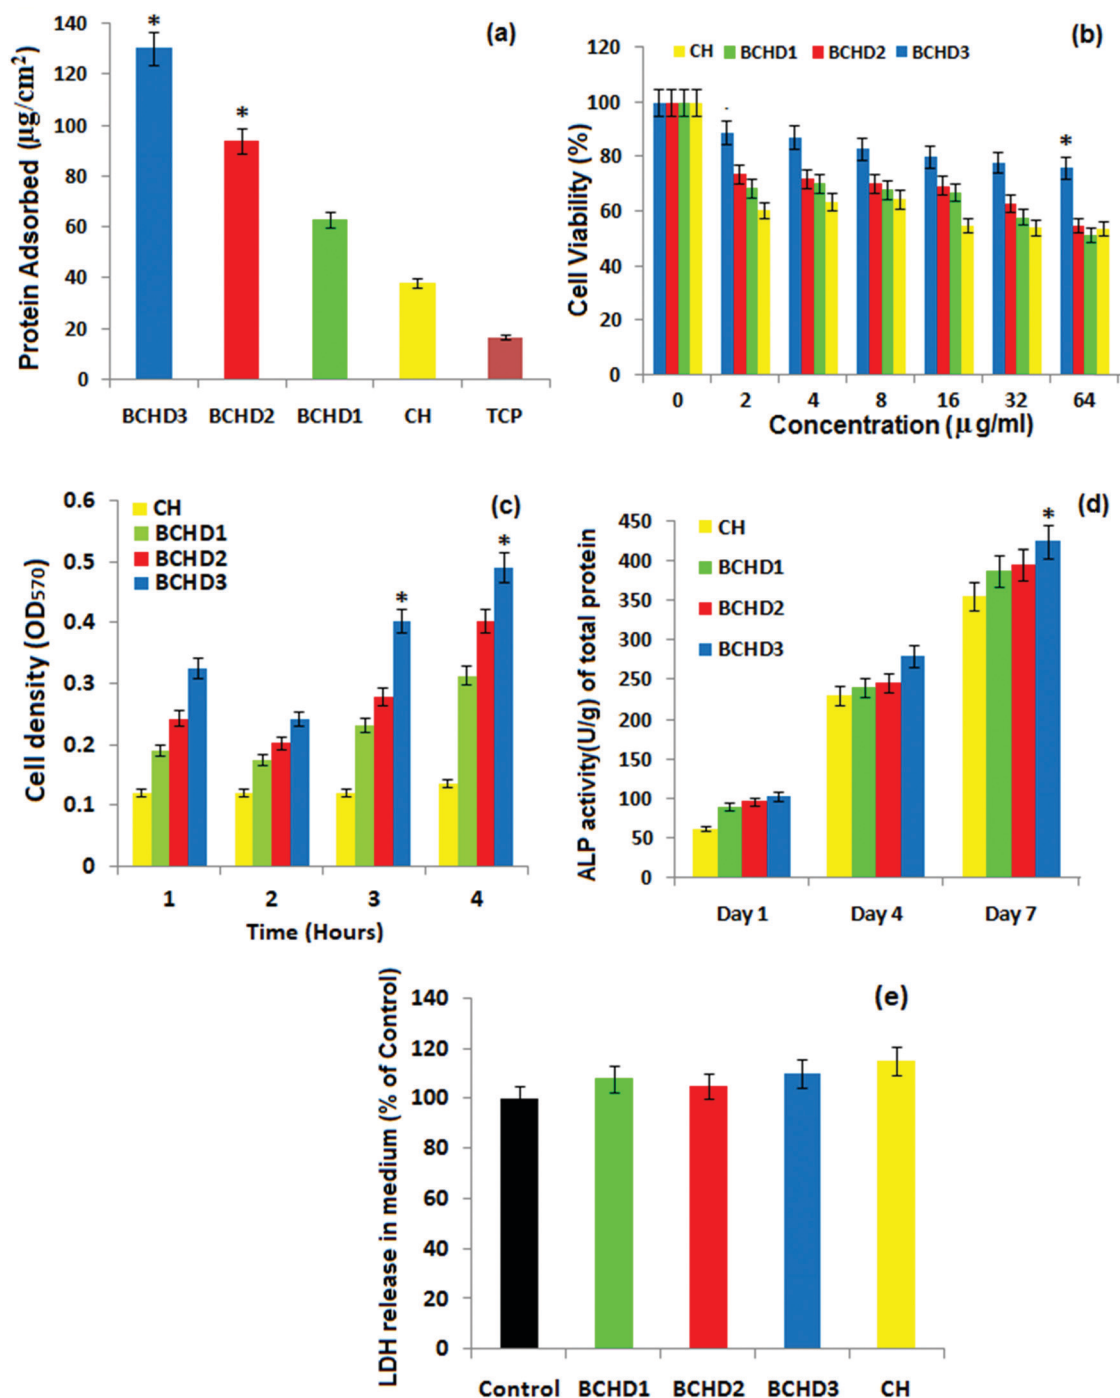 (a)
*
*
Protein Adsorbed (µg/cm²)
140
120
100
80
60
40
20
0
BCHD3 BCHD2 BCHD1 CH TCP
(b)
CH BCHD1 BCHD2 BCHD3
*
Cell Viability (%)
120
100
80
60
40
20
0
0 2 4 8 16 32 64
Concentration (µ g/ml)
(c)
CH
BCHD1
BCHD2
BCHD3
*
*
Cell density (OD570)
0.6
0.5
0.4
0.3
0.2
0.1
0
1 2 3 4
Time (Hours)
(d)
CH
BCHD1
BCHD2
BCHD3
*
ALP activity(U/g) of total protein
450
400
350
300
250
200
150
100
50
0
Day 1 Day 4 Day 7
(e)
LDH release in medium (% of Control)
140
120
100
80
60
40
20
0
Control BCHD1 BCHD2 BCHD3 CH